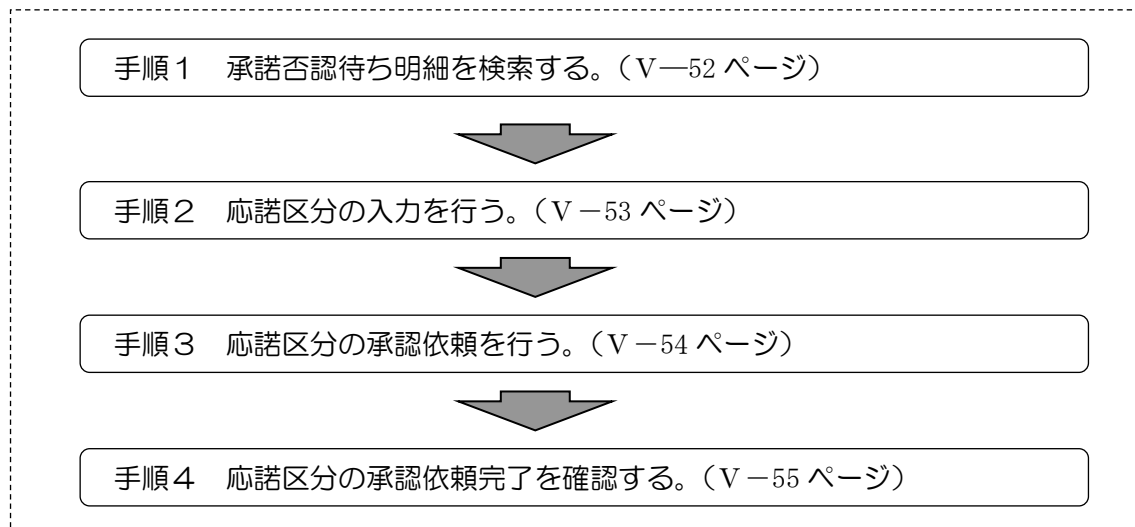 手順１　承諾否認待ち明細を検索する。（Ⅴ―52 ページ）
手順２　応諾区分の入力を行う。（Ⅴ－53 ページ）
手順３　応諾区分の承認依頼を行う。（Ⅴ－54 ページ）
手順４　応諾区分の承認依頼完了を確認する。（Ⅴ－55 ページ）